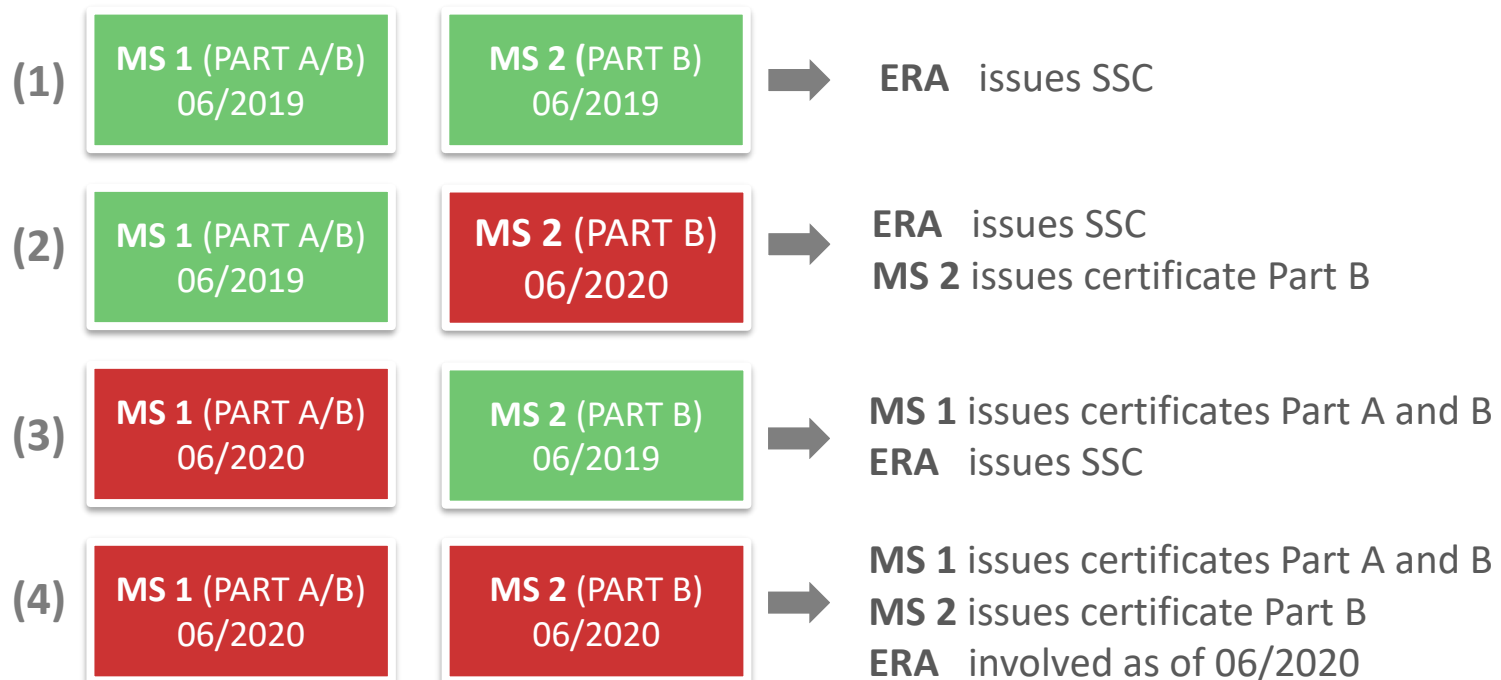 (1)
MS 1 (PART A/B)
06/2019
MS 2 (PART B)
06/2019
ERA issues SSC
(2)
MS 1 (PART A/B)
06/2019
MS 2 (PART B)
06/2020
ERA issues SSC
MS 2 issues certificate Part B
(3)
MS 1 (PART A/B)
06/2020
MS 2 (PART B)
06/2019
MS 1 issues certificates Part A and B
ERA issues SSC
(4)
MS 1 (PART A/B)
06/2020
MS 2 (PART B)
06/2020
MS 1 issues certificates Part A and B
MS 2 issues certificate Part B
ERA involved as of 06/2020